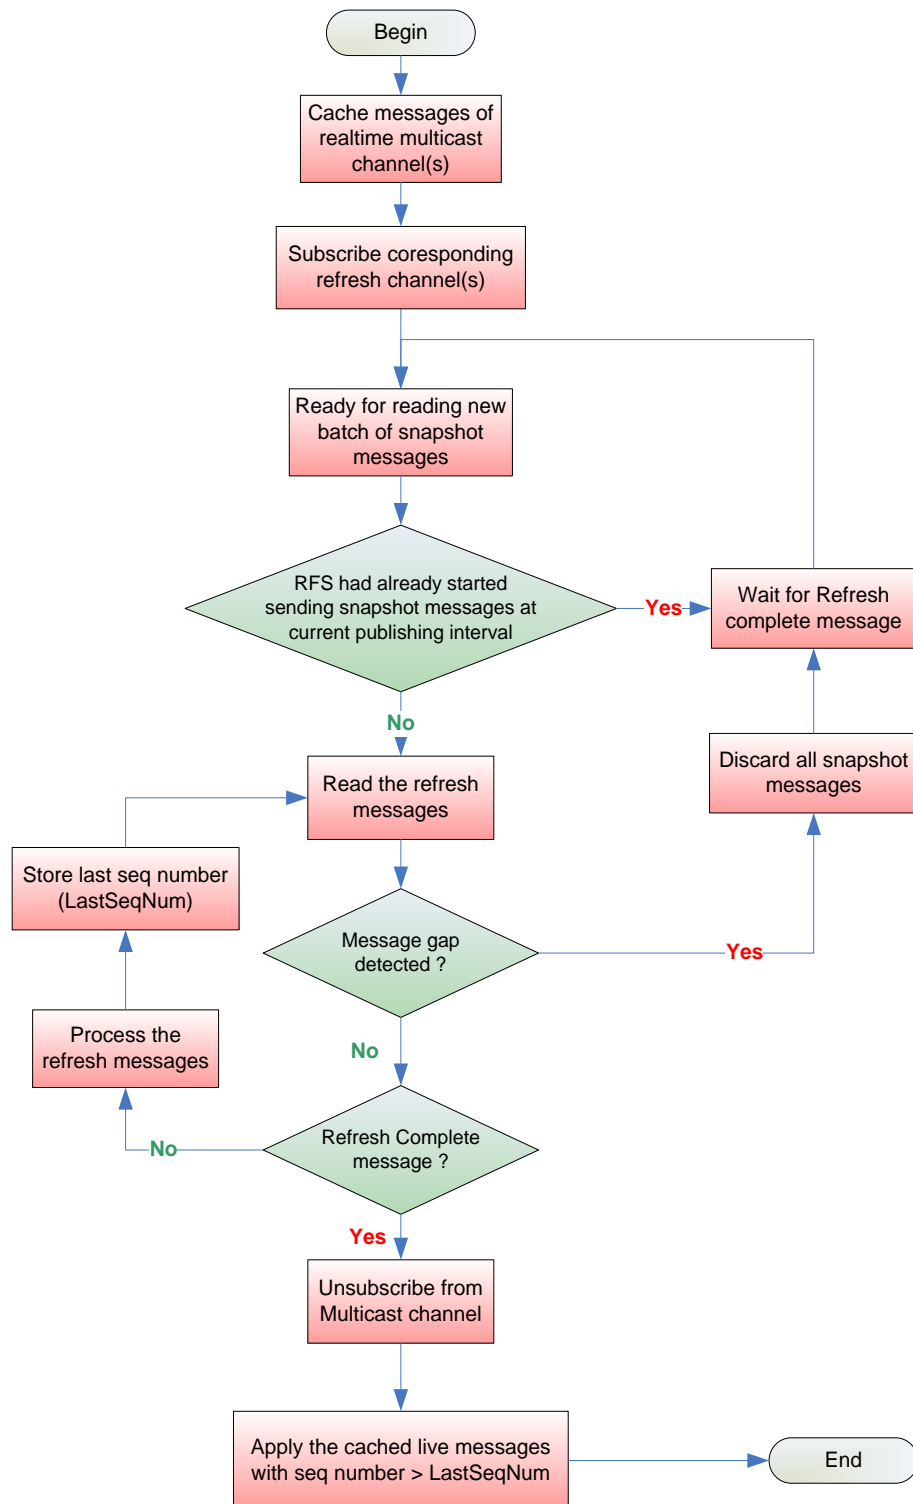 Begin
Cache messages of
realtime multicast
channel(s)
Subscribe coresponding
refresh channel(s)
Ready for reading new
batch of snapshot
messages
RFS had already started
sending snapshot messages at
current publishing interval
Yes
Wait for Refresh
complete message
No
Discard all snapshot
messages
Read the refresh
messages
Store last seq number
(LastSeqNum)
Message gap
detected ?
Yes
Process the
refresh messages
No
Refresh Complete
message ?
No
Yes
Unsubscribe from
Multicast channel
Apply the cached live messages
with seq number > LastSeqNum
End